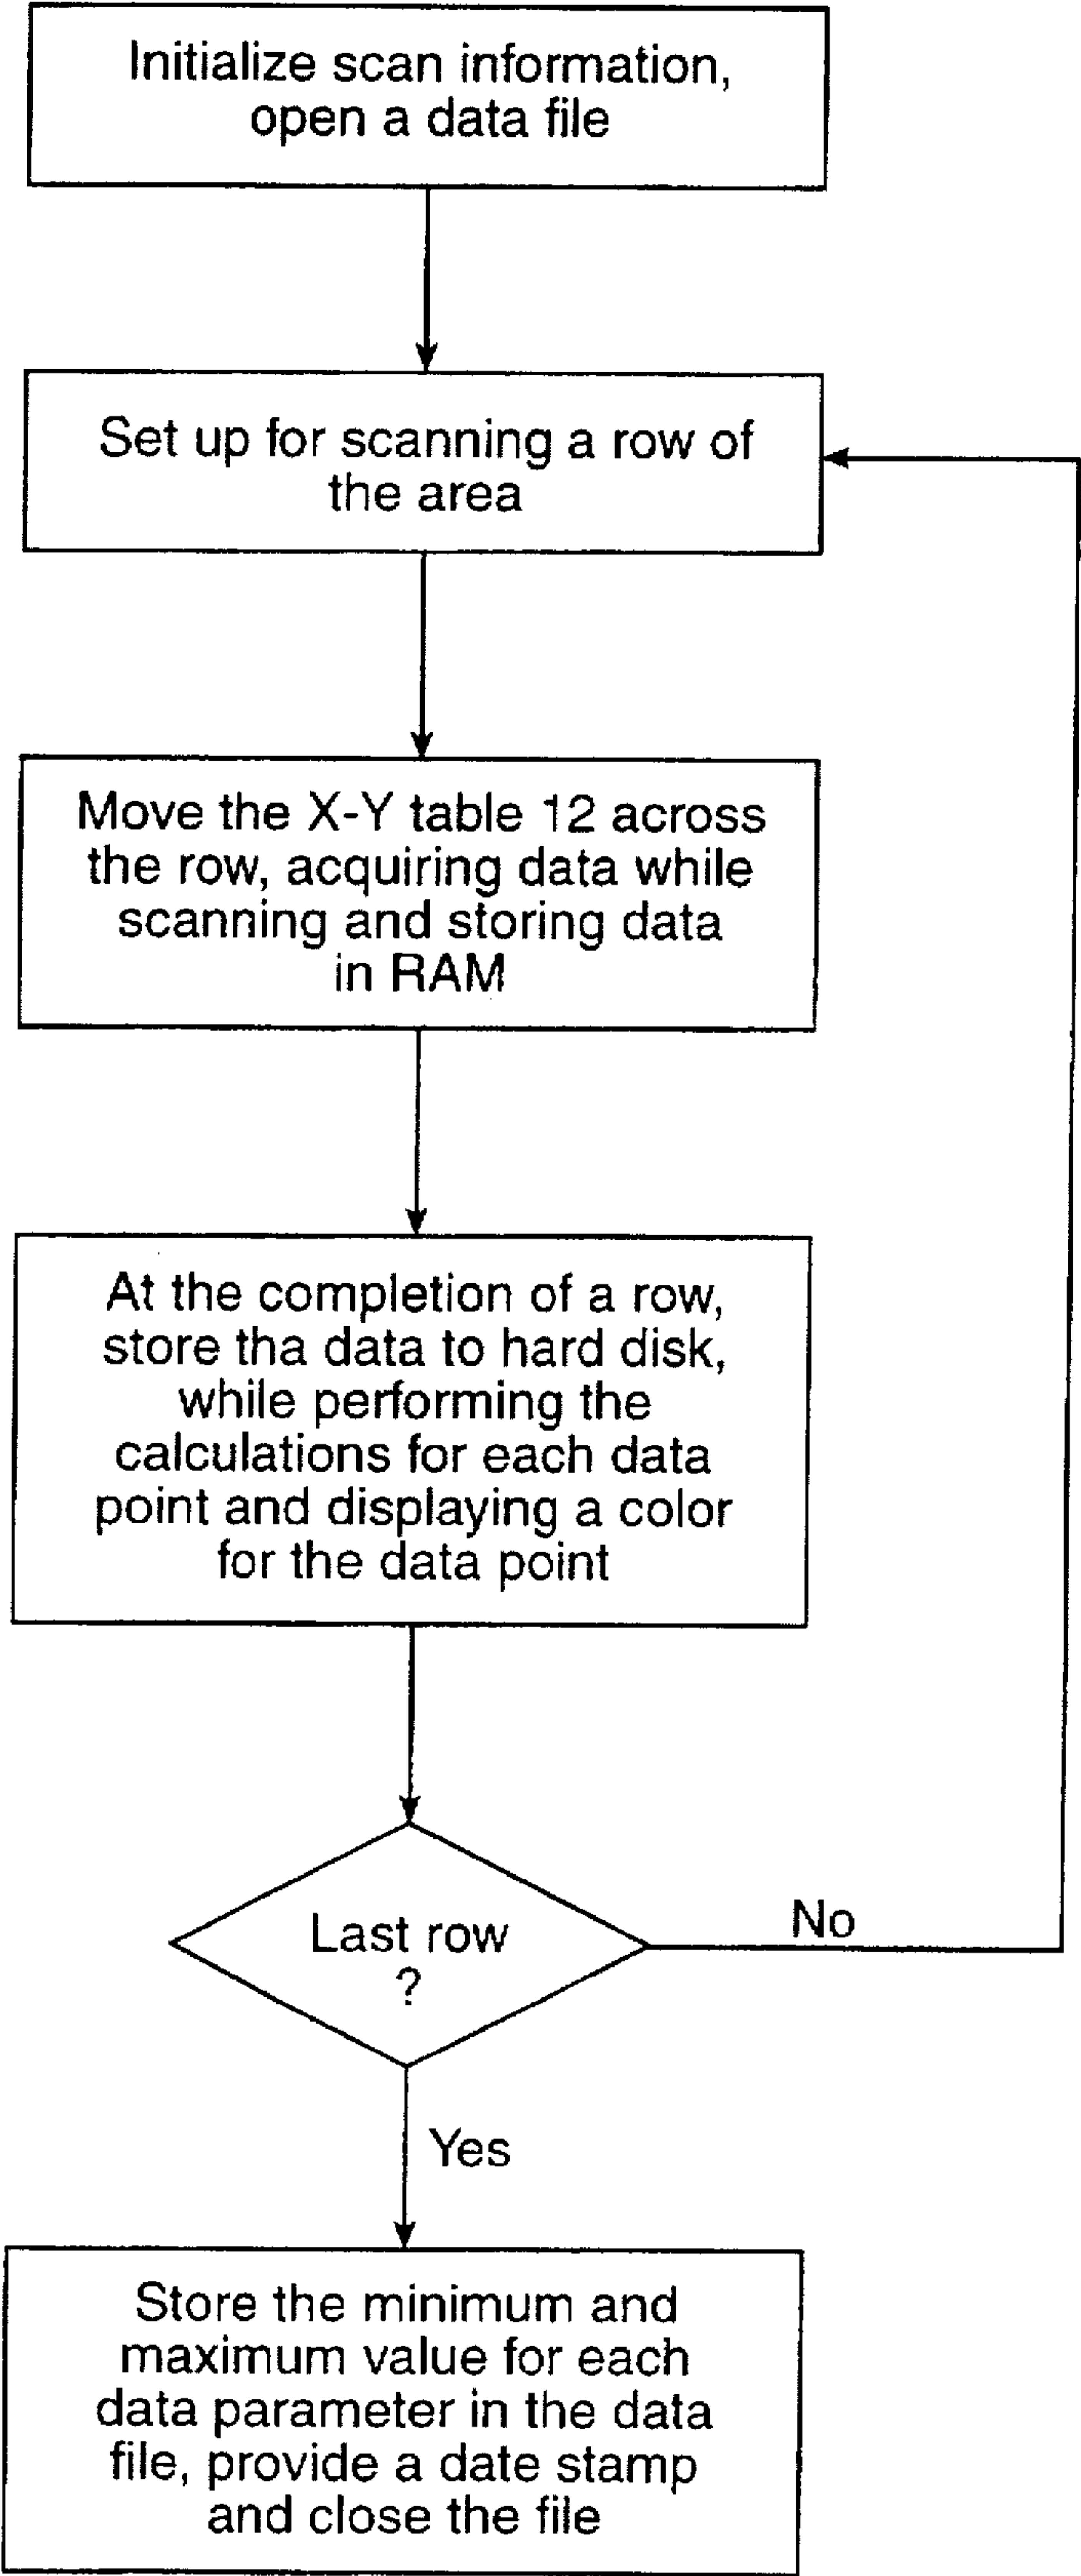 Initialize scan information,
open a data file
Set up for scanning a row of
the area
Move the X-Y table 12 across
the row, acquiring data while
scanning and storing data
in RAM
At the completion of a row,
store tha data to hard disk,
while performing the
calculations for each data
point and displaying a color
for the data point
Last row
?
No
Yes
Store the minimum and
maximum value for each
data parameter in the data
file, provide a date stamp
and close the file